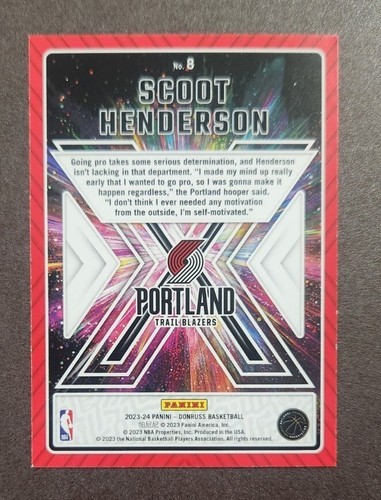 No. 8
SCOOT
HENDERSON
Going pro takes some serious determination, and Henderson
isn't lacking in that department. "I made my mind up really
early that I wanted to go pro, so I was gonna make it
happen regardless," the Portland hooper said.
"I don't think I ever needed any motivation
from the outside, I'm self-motivated."
PORTLAND
TRAIL BLAZERS
PANINI
2023-24 PANINI - DONRUSS BASKETBALL
帕尼尼 © 2023 Panini America, Inc.
© 2023 NBA Properties, Inc. Produced in the USA.
© 2023 the National Basketball Players Association. All rights reserved.